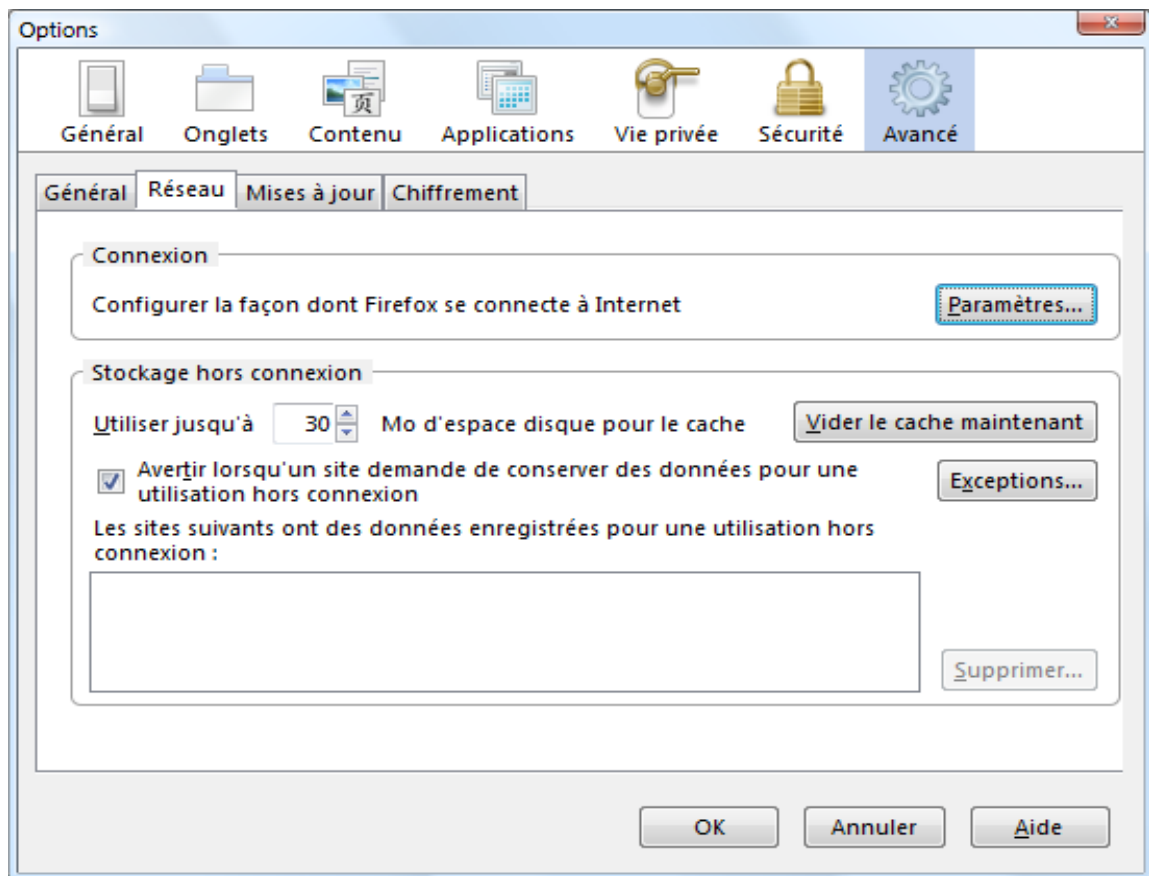 Options
Général
Onglets
Contenu
Applications
Vie privée
Sécurité
Avancé
Général
Réseau
Mises à jour
Chiffrement
Connexion
Configurer la façon dont Firefox se connecte à Internet
Paramètres...
Stockage hors connexion
Utiliser jusqu'à
30
Mo d'espace disque pour le cache
Vider le cache maintenant
Avertir lorsqu'un site demande de conserver des données pour une
utilisation hors connexion
Exceptions...
Les sites suivants ont des données enregistrées pour une utilisation hors
connexion :
Supprimer...
OK
Annuler
Aide
页